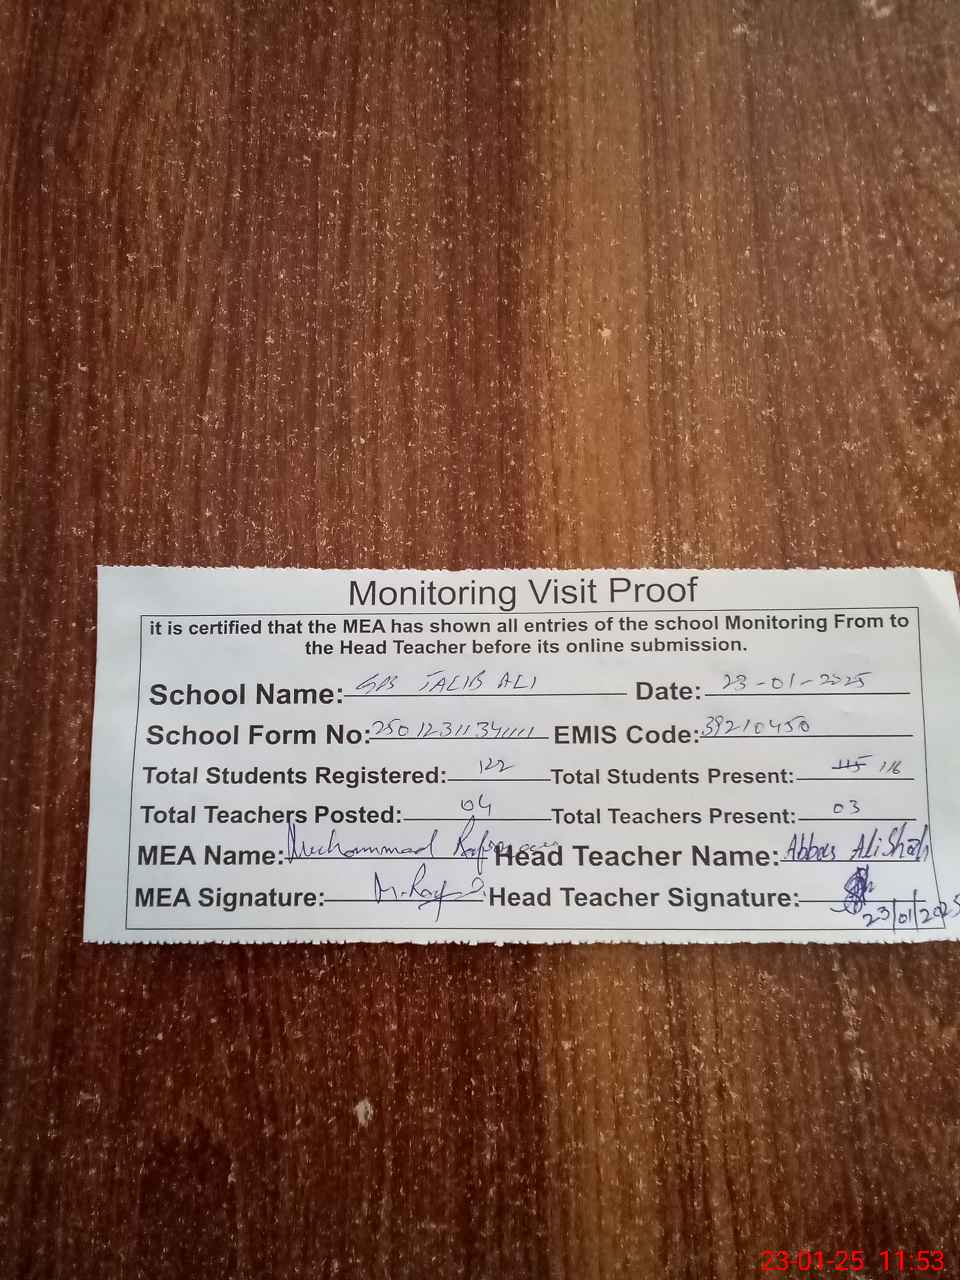 Monitoring Visit Proof
it is certified that the MEA has shown all entries of the school Monitoring From to
the Head Teacher before its online submission.
School Name: GPS TALIB ALI Date: 23-01-2025
School Form No: EMIS Code: 39210450
Total Students Registered: 122 Total Students Present: 115 116
Total Teachers Posted: 04 Total Teachers Present: 03
MEA Name: Muhammad Head Teacher Name: Abbas Ali Shah
MEA Signature: Head Teacher Signature:
23/01/2025
23-01-25 11:53